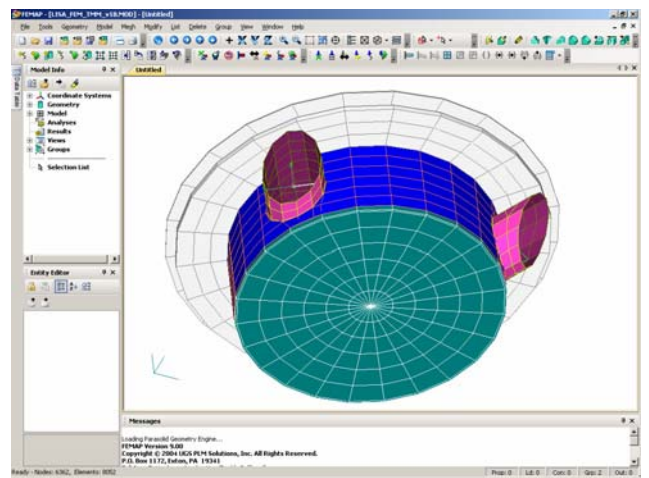 FEMAP - [LISA_FEM_TMM_v18.MOD] - [Untitled]
File Tools Geometry Model Mesh Modify List Delete Group View Window Help
Model Info
Untitled
Data Table
Coordinate Systems
Geometry
Model
Analyses
Results
Views
Groups
Selection List
Entity Editor
Messages
Loading Parasolid Geometry Engine...
FEMAP Version 9.00
Copyright © 2004 UGS PLM Solutions, Inc. All Rights Reserved.
P.O. Box 1172, Exton, PA 19341
Ready - Nodes: 6362, Elements: 8052
Prop: 0 Ld: 0 Con: 0 Grp: 2 Out: 0